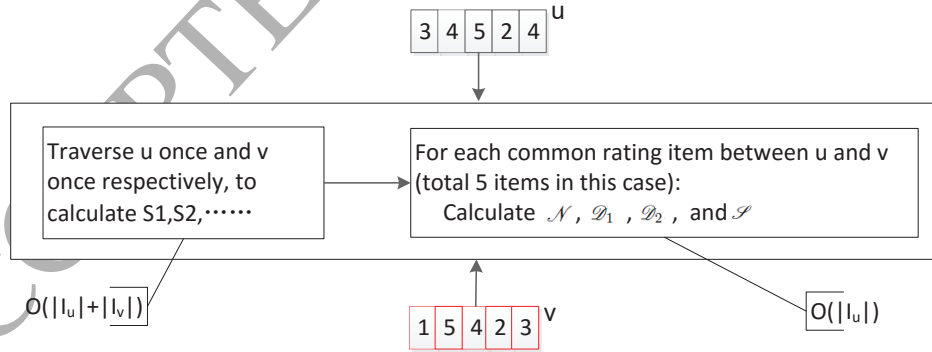 3 4 5 2 4 u
Traverse u once and v
once respectively, to
calculate S1,S2,⋯⋯
For each common rating item between u and v
(total 5 items in this case):
Calculate 𝒩 , 𝒟₁ , 𝒟₂ , and 𝒮
O(|Iᵤ|+|Iᵥ|)
O(|Iᵤ|)
1 5 4 2 3 v